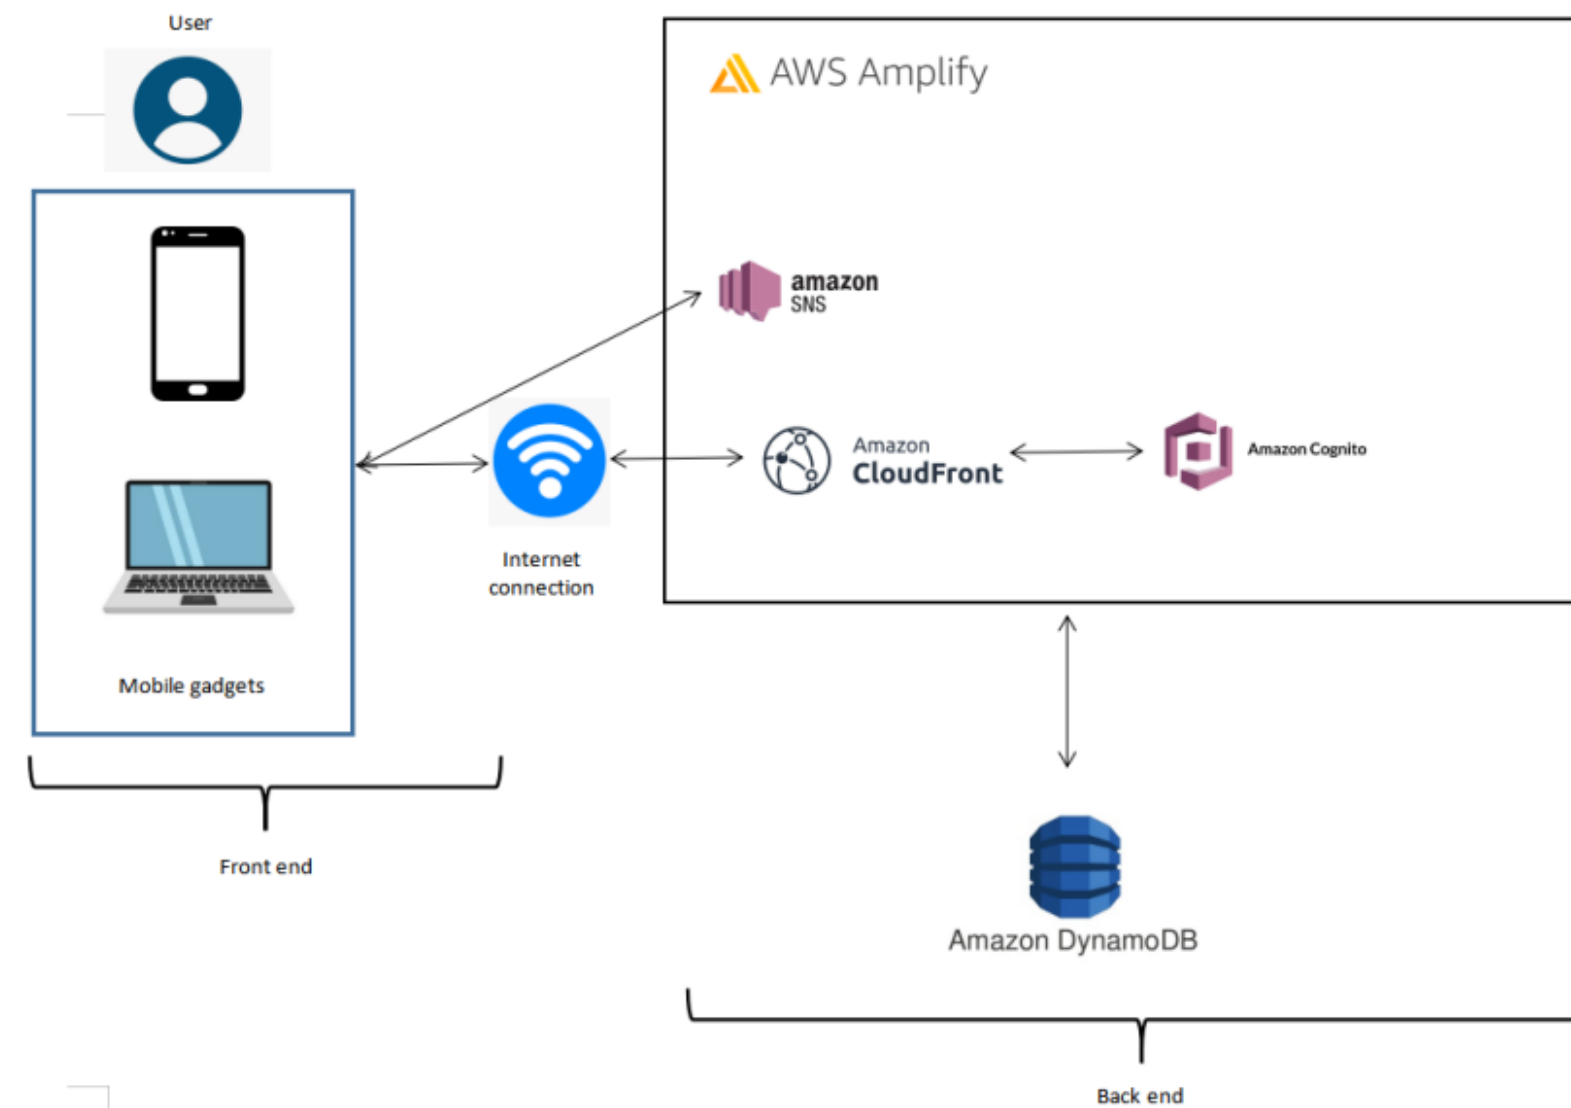 User
AWS Amplify
amazon
SNS
Amazon
CloudFront
Amazon Cognito
Internet
connection
Mobile gadgets
Front end
Amazon DynamoDB
Back end